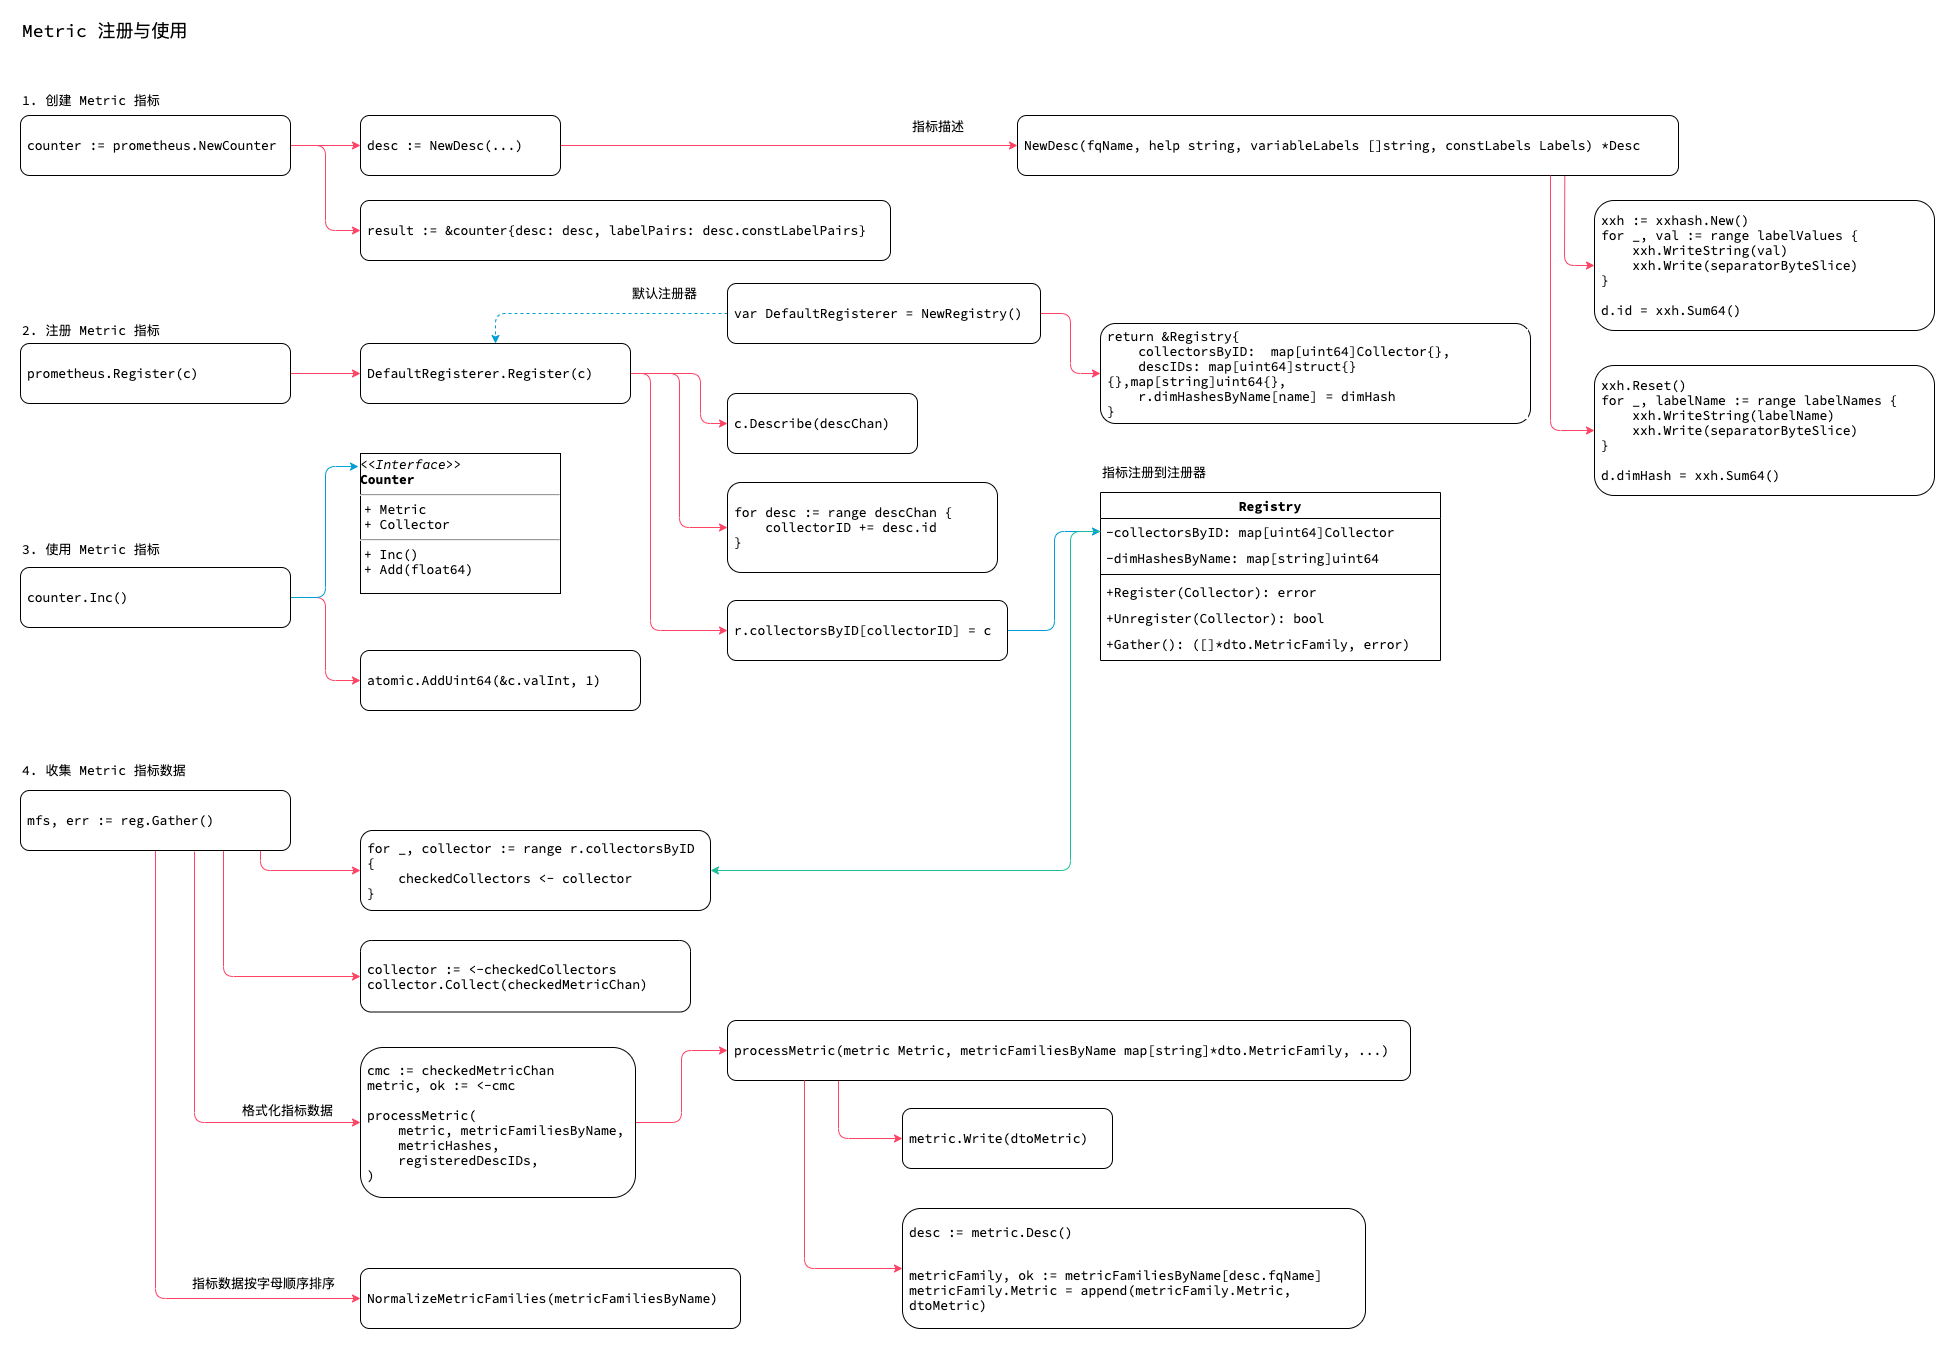 Metric 注册与使用
1. 创建 Metric 指标
counter := prometheus.NewCounter
desc := NewDesc(...)
指标描述
NewDesc(fqName, help string, variableLabels []string, constLabels Labels) *Desc
result := &counter{desc: desc, labelPairs: desc.constLabelPairs}
xxh := xxhash.New()
for _, val := range labelValues {
    xxh.WriteString(val)
    xxh.Write(separatorByteSlice)
}
d.id = xxh.Sum64()
xxh.Reset()
for _, labelName := range labelNames {
    xxh.WriteString(labelName)
    xxh.Write(separatorByteSlice)
}
d.dimHash = xxh.Sum64()
2. 注册 Metric 指标
prometheus.Register(c)
DefaultRegisterer.Register(c)
默认注册器
var DefaultRegisterer = NewRegistry()
return &Registry{
    collectorsByID:  map[uint64]Collector{},
    descIDs: map[uint64]struct{}
{},map[string]uint64{},
    r.dimHashesByName[name] = dimHash
}
c.Describe(descChan)
for desc := range descChan {
    collectorID += desc.id
}
r.collectorsByID[collectorID] = c
指标注册到注册器
Registry
-collectorsByID: map[uint64]Collector
-dimHashesByName: map[string]uint64
+Register(Collector): error
+Unregister(Collector): bool
+Gather(): ([]*dto.MetricFamily, error)
3. 使用 Metric 指标
counter.Inc()
<<Interface>>
Counter
+ Metric
+ Collector
+ Inc()
+ Add(float64)
atomic.AddUint64(&c.valInt, 1)
4. 收集 Metric 指标数据
mfs, err := reg.Gather()
for _, collector := range r.collectorsByID
{
    checkedCollectors <- collector
}
collector := <-checkedCollectors
collector.Collect(checkedMetricChan)
格式化指标数据
cmc := checkedMetricChan
metric, ok := <-cmc
processMetric(
    metric, metricFamiliesByName,
    metricHashes,
    registeredDescIDs,
)
processMetric(metric Metric, metricFamiliesByName map[string]*dto.MetricFamily, ...)
metric.Write(dtoMetric)
desc := metric.Desc()
metricFamily, ok := metricFamiliesByName[desc.fqName]
metricFamily.Metric = append(metricFamily.Metric,
dtoMetric)
指标数据按字母顺序排序
NormalizeMetricFamilies(metricFamiliesByName)